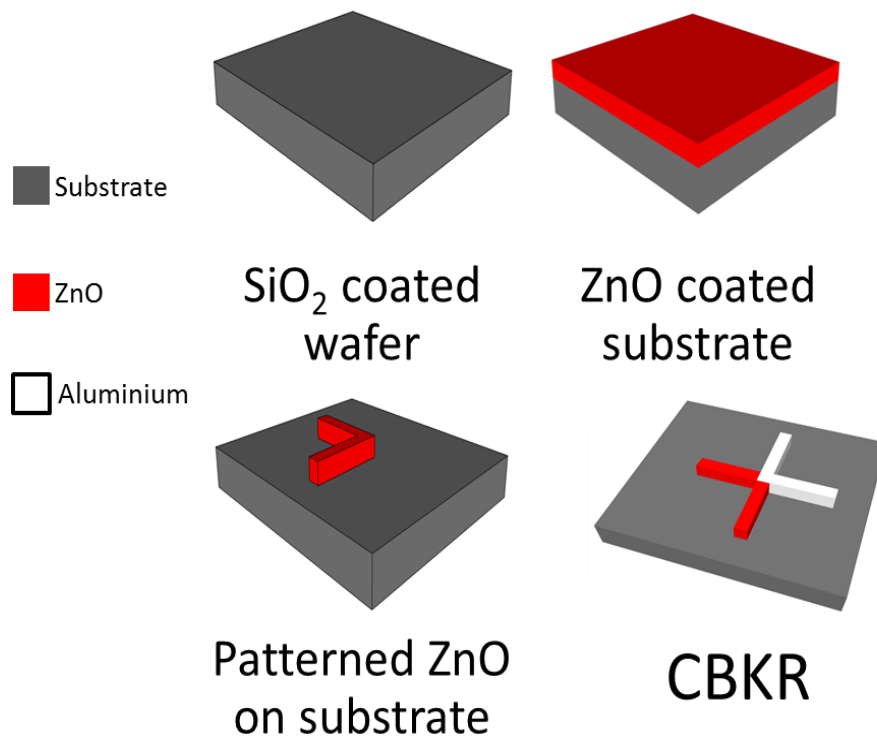 Substrate
ZnO
Aluminium
SiO₂ coated
wafer
ZnO coated
substrate
Patterned ZnO
on substrate
CBKR